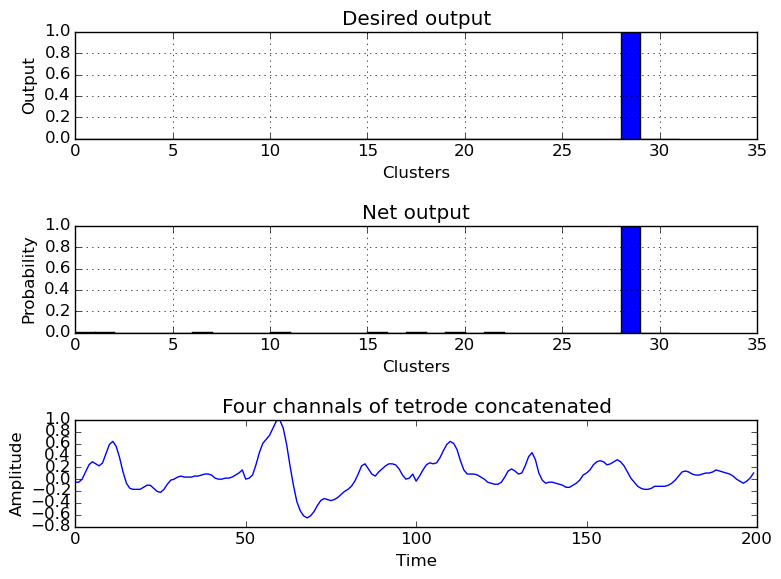 Desired output
1.0
0.8
0.6
0.4
0.2
0.0
Output
0 5 10 15 20 25 30 35
Clusters
Net output
1.0
0.8
0.6
0.4
0.2
0.0
Probability
0 5 10 15 20 25 30 35
Clusters
Four channels of tetrode concatenated
1.0
0.8
0.6
0.4
0.2
0.0
−0.2
−0.4
−0.6
−0.8
Amplitude
0 50 100 150 200
Time